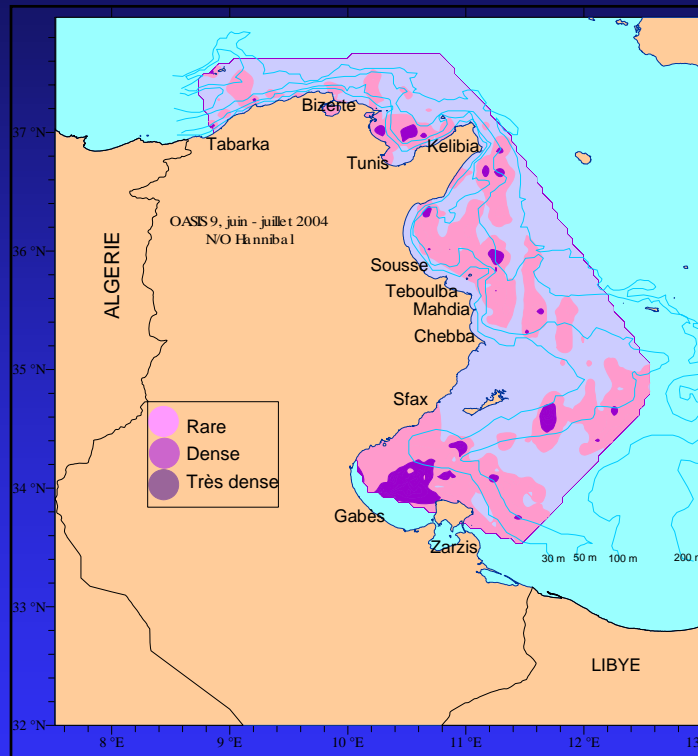 37 °N
36 °N
35 °N
34 °N
33 °N
32 °N
8 °E
9 °E
10 °E
11 °E
12 °E
Bizerte
Tabarka
Tunis
Kelibia
OASIS 9, juin - juillet 2004
N/O Hannibal
ALGERIE
Sousse
Teboulba
Mahdia
Chebba
Sfax
Rare
Dense
Très dense
Gabès
Zarzis
30 m
50 m
100 m
200 m
LIBYE